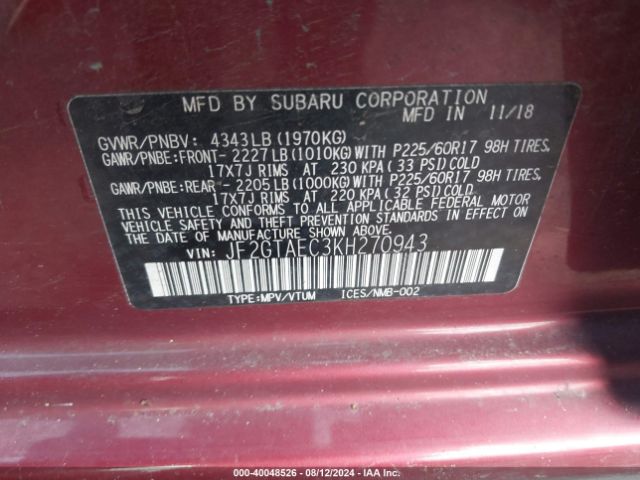 MFD BY SUBARU CORPORATION
MFD IN 11/18
GVWR/PNBV: 4343LB(1970KG)
GAWR/PNBE:FRONT- 2227LB(1010KG)WITH P225/60R17 98H TIRES,
17X7J RIMS AT 230 KPA(33 PSI)COLD
GAWR/PNBE:REAR - 2205LB(1000KG)WITH P225/60R17 98H TIRES,
17X7J RIMS AT 220 KPA(32 PSI)COLD
THIS VEHICLE CONFORMS TO ALL APPLICABLE FEDERAL MOTOR
VEHICLE SAFETY STANDARDS IN EFFECT ON THE DATE OF MANUFACTURE
SHOWN ABOVE.
VIN: JF2GTAEC3KH270943
TYPE:MPV/VTUM ICES/NMB-002
000-40048526 - 08/12/2024 - IAA Inc.